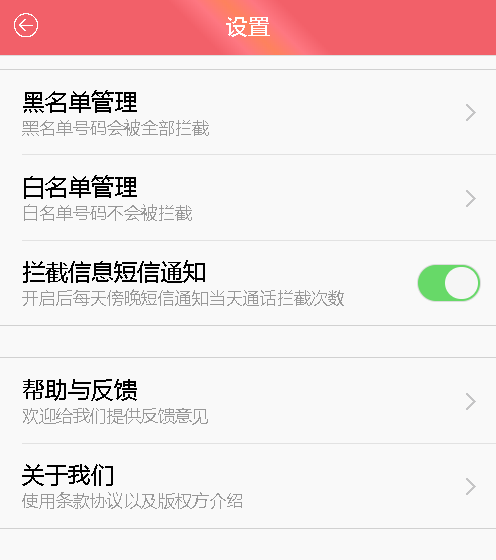 设置
黑名单管理
黑名单号码会被全部拦截
白名单管理
白名单号码不会被拦截
拦截信息短信通知
开启后每天傍晚短信通知当天通话拦截次数
帮助与反馈
欢迎给我们提供反馈意见
关于我们
使用条款协议以及版权方介绍